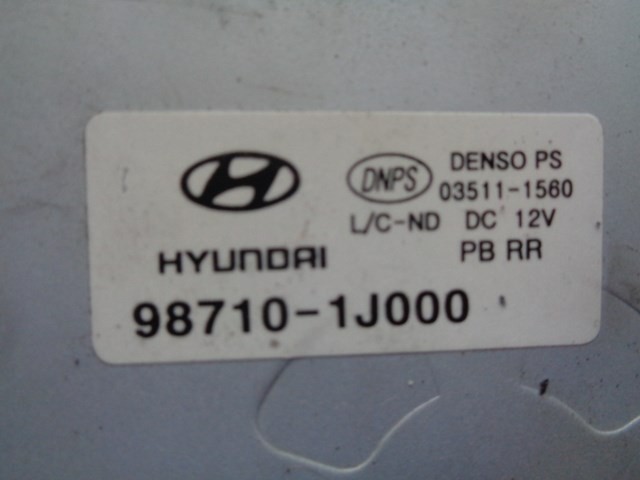 DENSO PS
DNPS
03511-1560
L/C-ND DC 12V
HYUNDAI
PB RR
98710-1J000